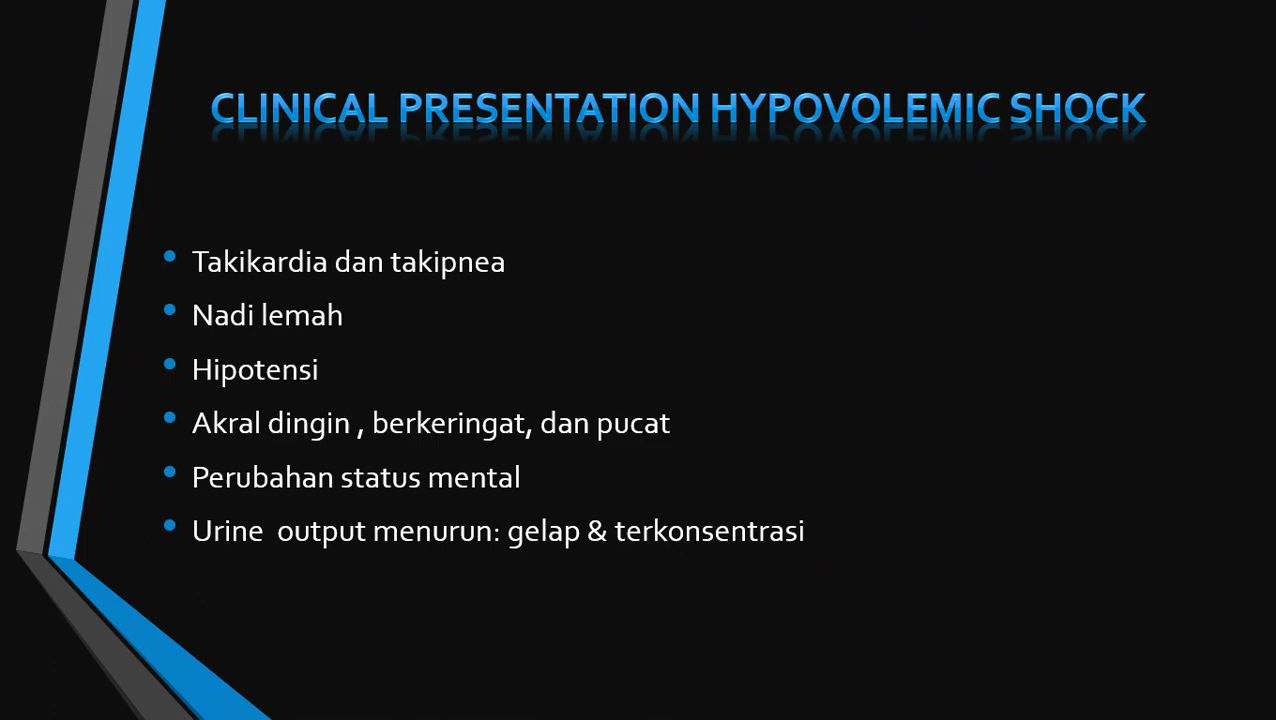 CLINICAL PRESENTATION HYPOVOLEMIC SHOCK
• Takikardia dan takipnea
• Nadi lemah
• Hipotensi
• Akral dingin , berkeringat, dan pucat
• Perubahan status mental
• Urine  output menurun: gelap & terkonsentrasi